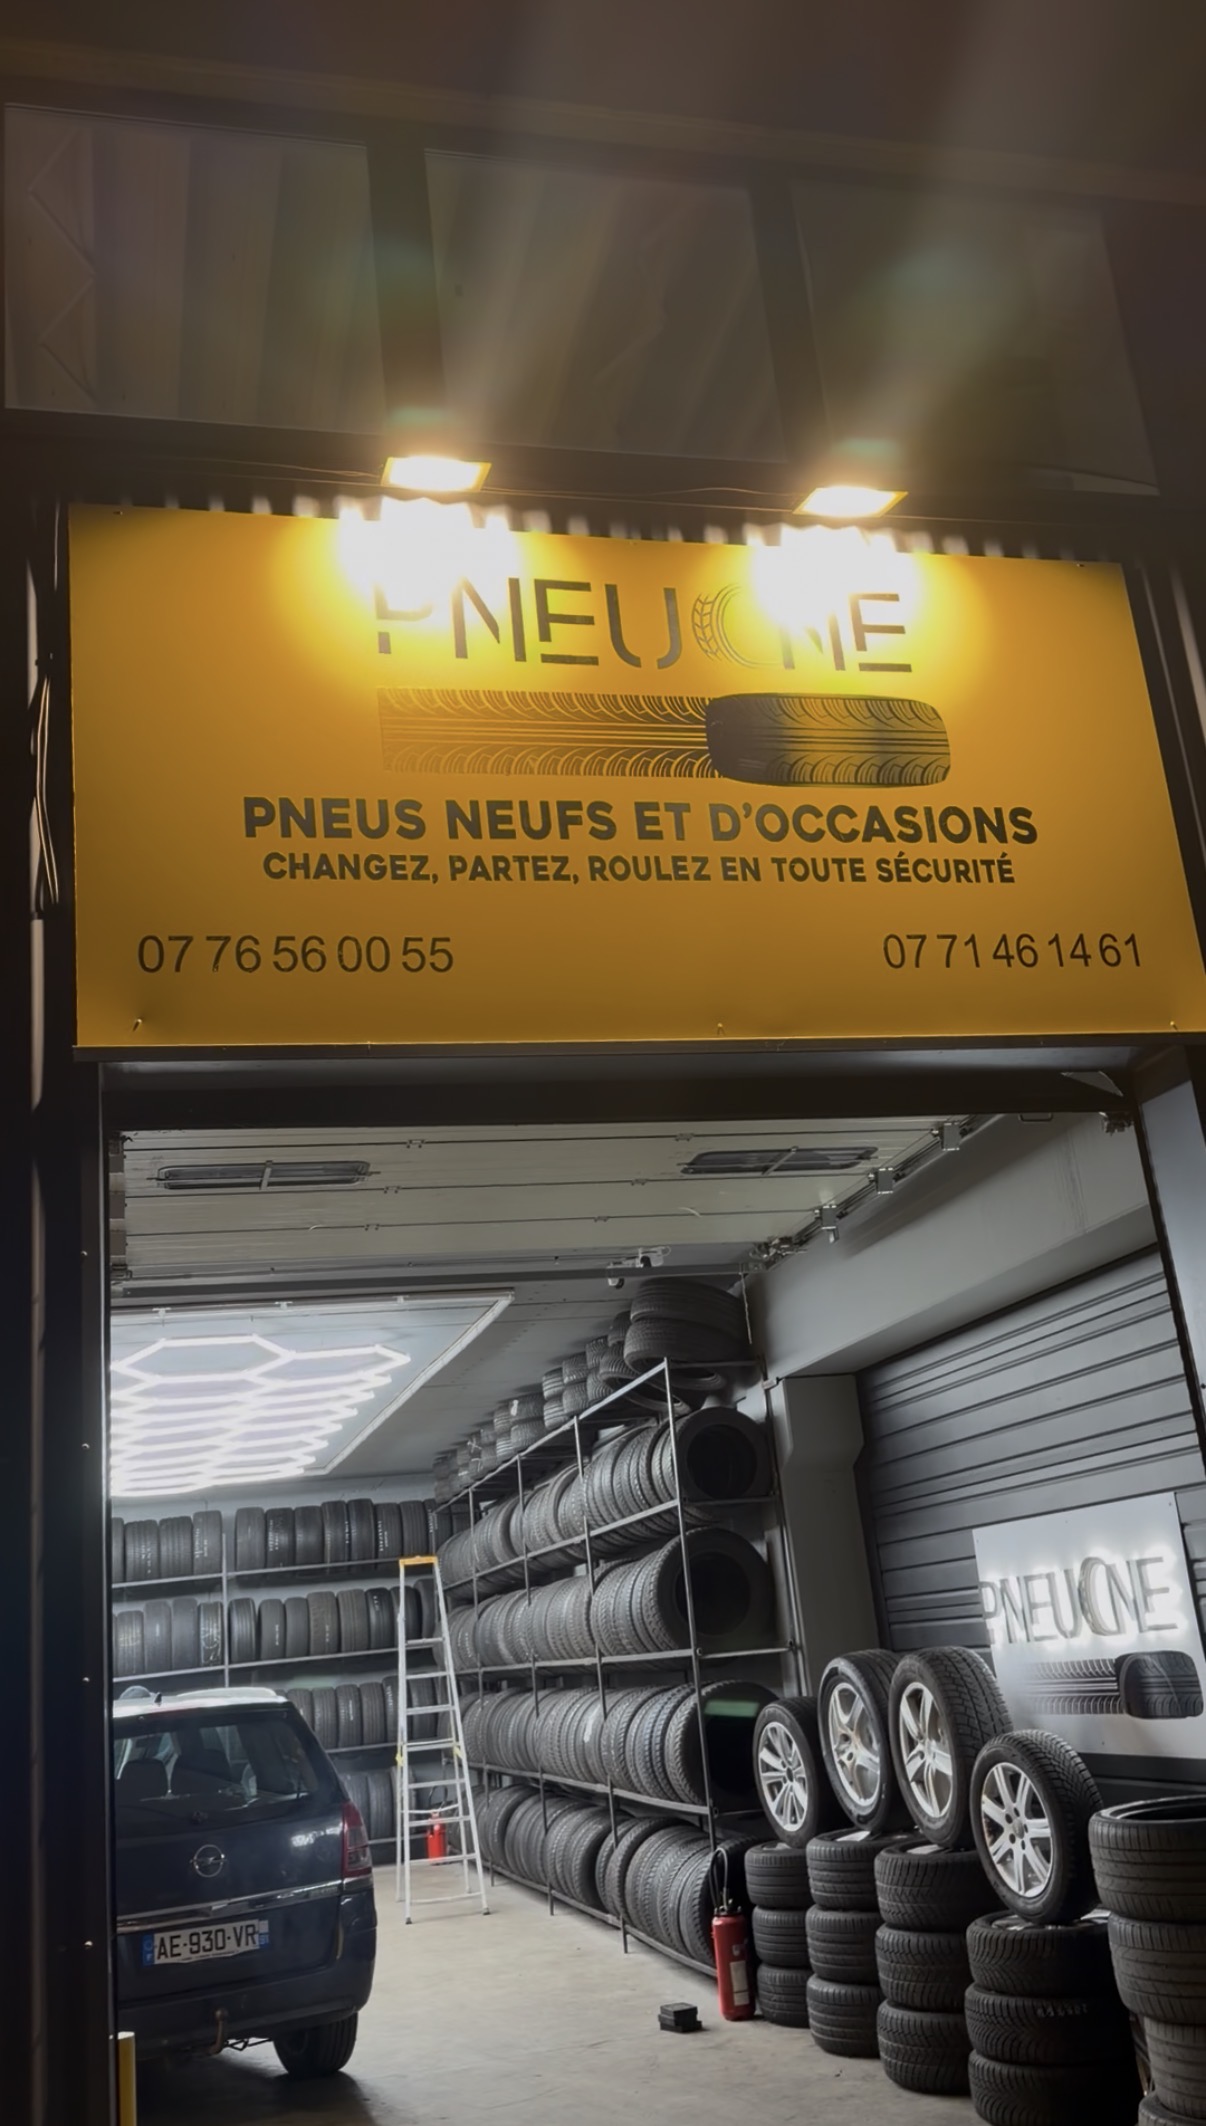 PNEUONE
PNEUS NEUFS ET D'OCCASIONS
CHANGEZ, PARTEZ, ROULEZ EN TOUTE SÉCURITÉ
07 76 56 00 55
07 71 46 14 61
PNEUONE
AE-930-VR